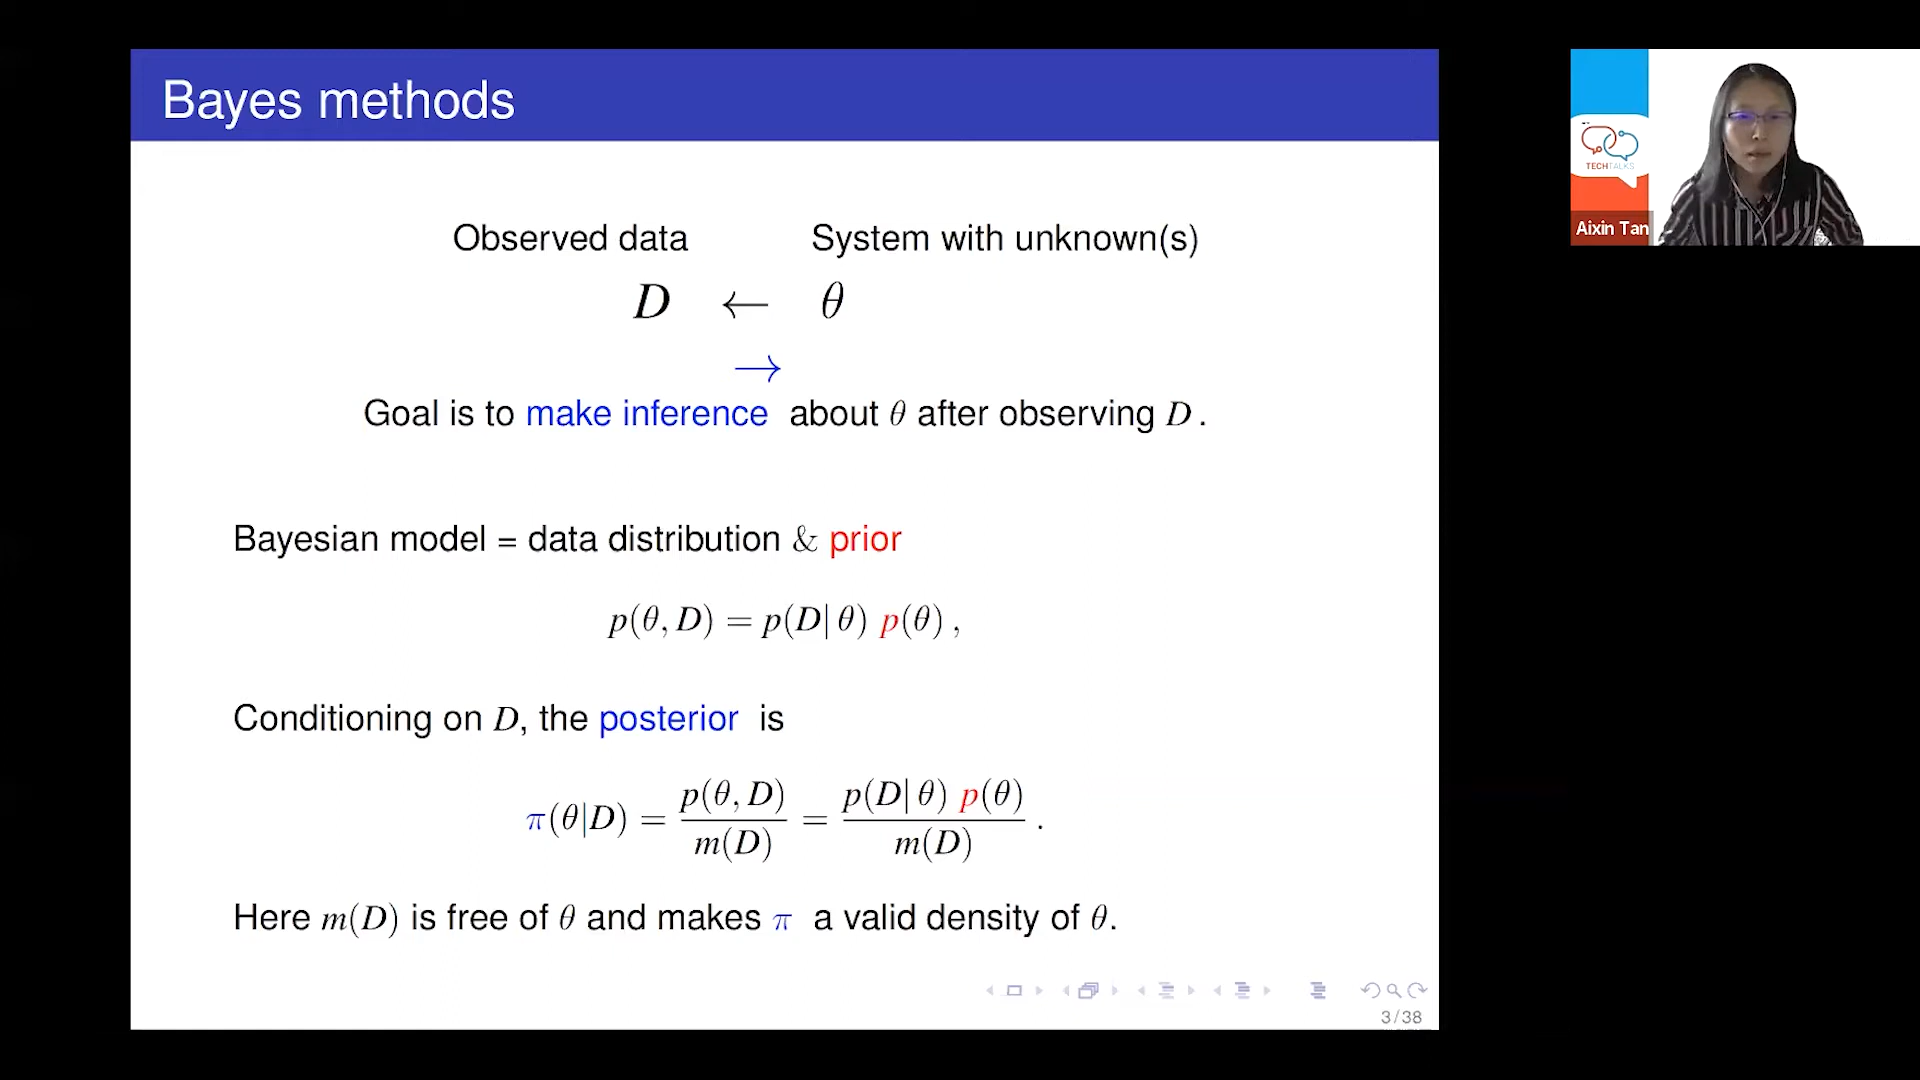 Bayes methods
Observed data System with unknown(s)
D ← θ
→
Goal is to make inference about θ after observing D.
Bayesian model = data distribution & prior
p(θ, D) = p(D| θ) p(θ) ,
Conditioning on D, the posterior is
π(θ|D) = p(θ, D) / m(D) = p(D| θ) p(θ) / m(D) .
Here m(D) is free of θ and makes π a valid density of θ.
3/38
TECHTALKS
Aixin Tan